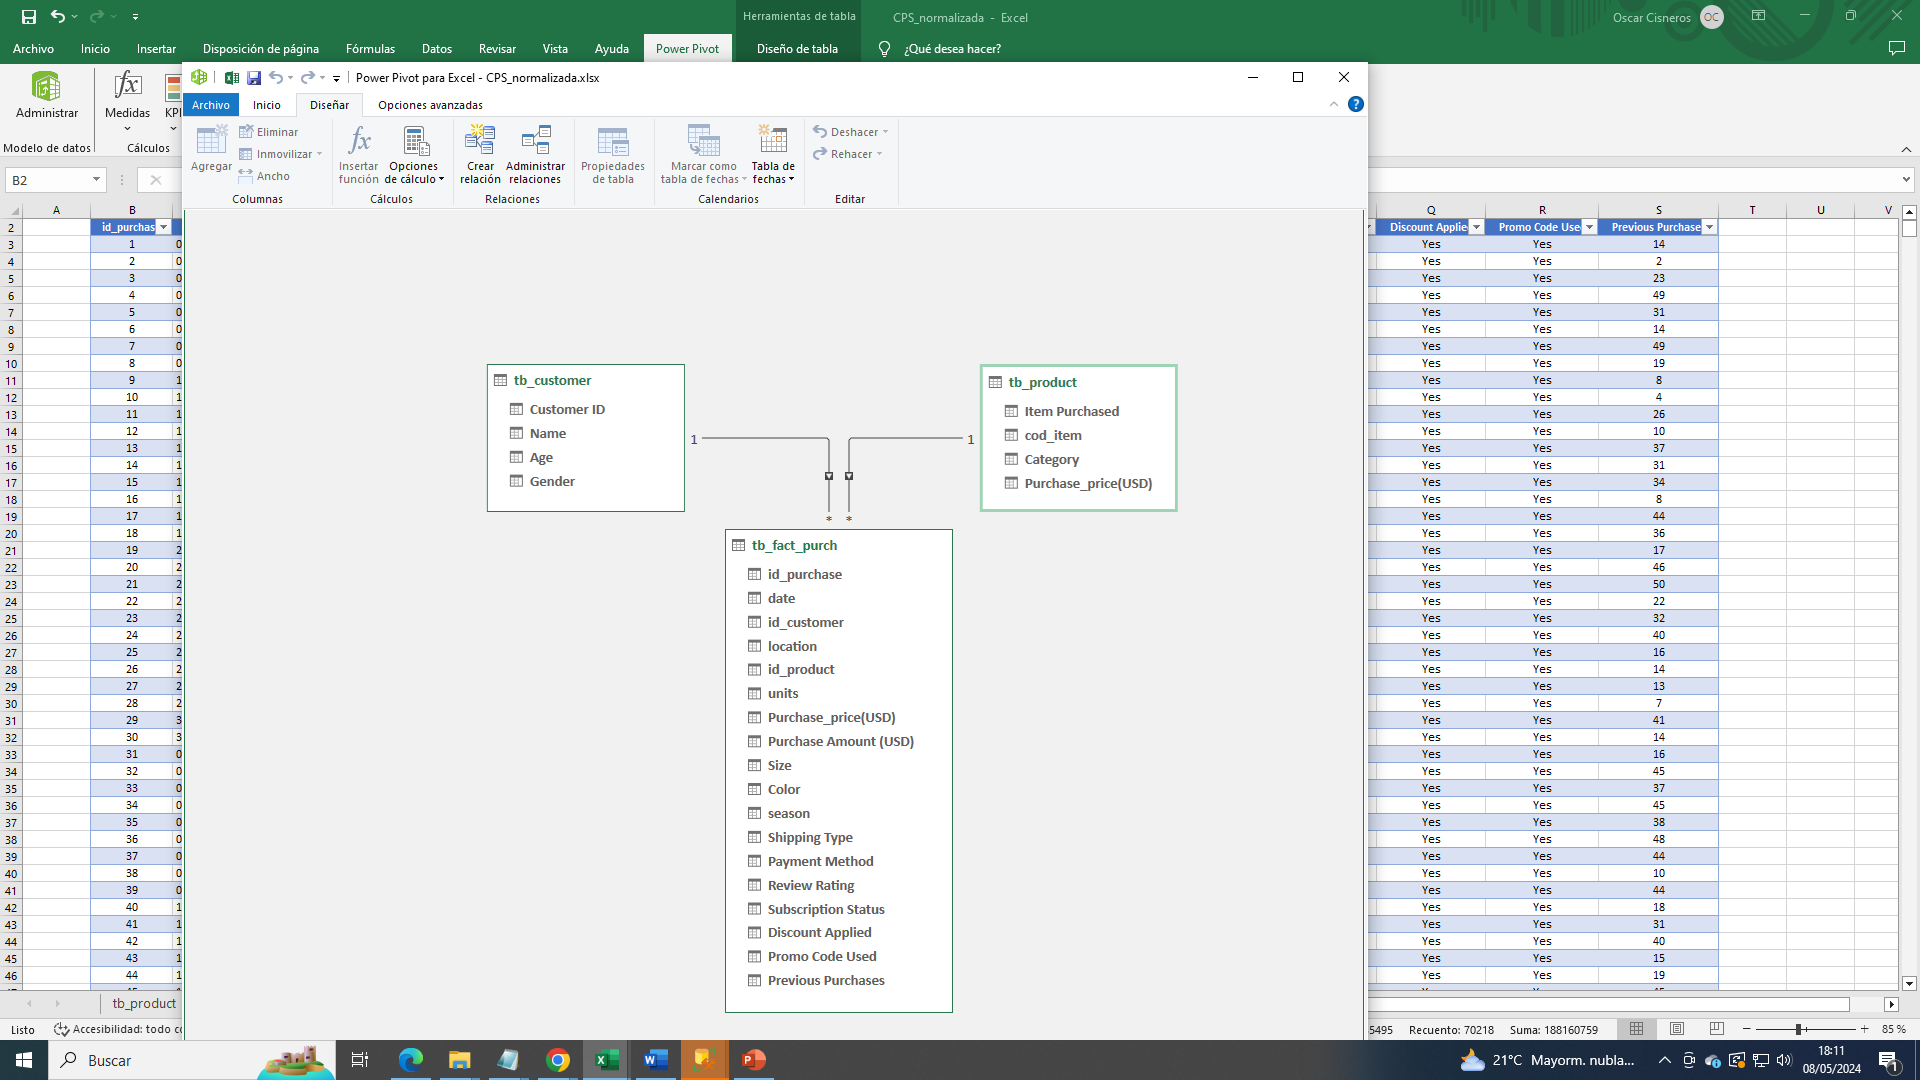 Herramientas de tabla
CPS_normalizada - Excel
Oscar Cisneros
OC
Archivo Inicio Insertar Disposición de página Fórmulas Datos Revisar Vista Ayuda Power Pivot Diseño de tabla ¿Qué desea hacer?
Administrar
Modelo de datos
fx
Medidas
KPI
Cálculos
Power Pivot para Excel - CPS_normalizada.xlsx
Archivo Inicio Diseñar Opciones avanzadas
Agregar
Eliminar
Inmovilizar
Ancho
Columnas
Insertar función
Opciones de cálculo
Cálculos
Crear relación
Administrar relaciones
Relaciones
Propiedades de tabla
Marcar como tabla de fechas
Tabla de fechas
Calendarios
Deshacer
Rehacer
Editar
B2
A B Q R S T U V
id_purchas Discount Applie Promo Code Use Previous Purchase
2
3 1 0 Yes Yes 14
4 2 0 Yes Yes 2
5 3 0 Yes Yes 23
6 4 0 Yes Yes 49
7 5 0 Yes Yes 31
8 6 0 Yes Yes 14
9 7 0 Yes Yes 49
10 8 0 Yes Yes 19
11 9 1 Yes Yes 8
12 10 1 Yes Yes 4
13 11 1 Yes Yes 26
14 12 1 Yes Yes 10
15 13 1 Yes Yes 37
16 14 1 Yes Yes 31
17 15 1 Yes Yes 34
18 16 1 Yes Yes 8
19 17 1 Yes Yes 44
20 18 1 Yes Yes 36
21 19 2 Yes Yes 17
22 20 2 Yes Yes 46
23 21 2 Yes Yes 50
24 22 2 Yes Yes 22
25 23 2 Yes Yes 32
26 24 2 Yes Yes 40
27 25 2 Yes Yes 16
28 26 2 Yes Yes 14
29 27 2 Yes Yes 13
30 28 2 Yes Yes 7
31 29 3 Yes Yes 41
32 30 3 Yes Yes 14
33 31 0 Yes Yes 16
34 32 0 Yes Yes 45
35 33 0 Yes Yes 37
36 34 0 Yes Yes 45
37 35 0 Yes Yes 38
38 36 0 Yes Yes 48
39 37 0 Yes Yes 44
40 38 0 Yes Yes 10
41 39 0 Yes Yes 44
42 40 1 Yes Yes 18
43 41 1 Yes Yes 31
44 42 1 Yes Yes 40
45 43 1 Yes Yes 15
46 44 1 Yes Yes 19
tb_customer
Customer ID
Name
Age
Gender
1
1
tb_product
Item Purchased
cod_item
Category
Purchase_price(USD)
* *
tb_fact_purch
id_purchase
date
id_customer
location
id_product
units
Purchase_price(USD)
Purchase Amount (USD)
Size
Color
season
Shipping Type
Payment Method
Review Rating
Subscription Status
Discount Applied
Promo Code Used
Previous Purchases
tb_product
Listo Accesibilidad: todo co 5495 Recuento: 70218 Suma: 188160759 85 %
Buscar
21°C Mayorm. nubla...
18:11
08/05/2024
1